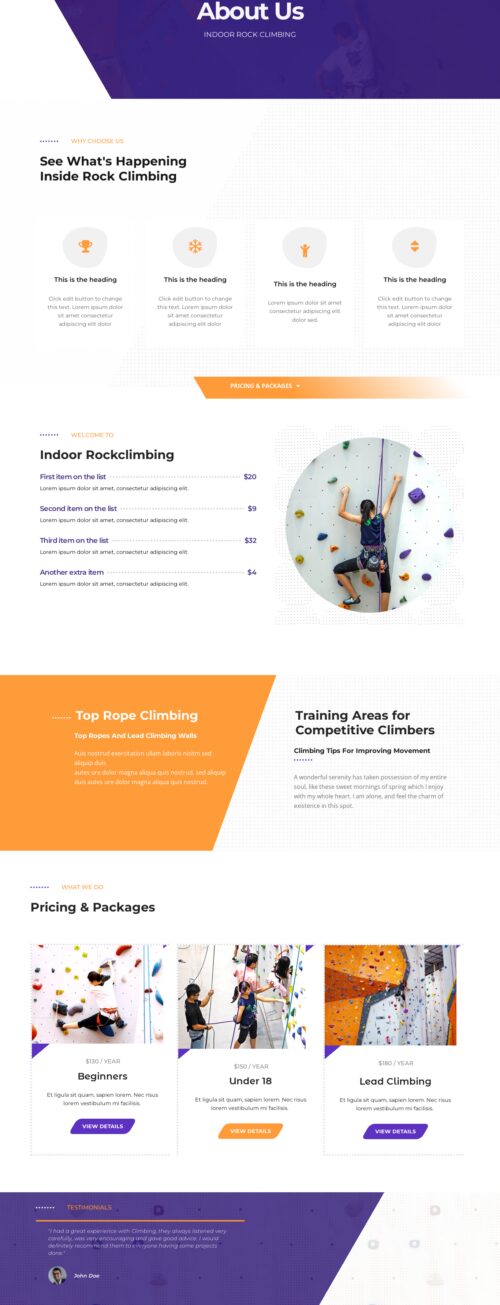 About Us
INDOOR ROCK CLIMBING
WHY CHOOSE US
See What's Happening
Inside Rock Climbing
This is the heading
Click edit button to change
this text. Lorem ipsum dolor
sit amet consectetur
adipiscing elit dolor
This is the heading
Click edit button to change
this text. Lorem ipsum dolor
sit amet consectetur
adipiscing elit dolor
This is the heading
Lorem ipsum dolor sit amet
consectetur adipiscing elit
dolor sed.
This is the heading
Click edit button to change
this text. Lorem ipsum dolor
sit amet consectetur
adipiscing elit dolor
PRICING & PACKAGES
WELCOME TO
Indoor Rockclimbing
First item on the list $20
Lorem ipsum dolor sit amet, consectetur adipiscing elit.
Second item on the list $9
Lorem ipsum dolor sit amet, consectetur adipiscing elit.
Third item on the list $32
Lorem ipsum dolor sit amet, consectetur adipiscing elit.
Another extra item $4
Lorem ipsum dolor sit amet, consectetur adipiscing elit.
Top Rope Climbing
Top Ropes And Lead Climbing Walls
Auis nostrud exercitation ullam laboris nisitm sed
aliquip duis
autes ure dolor magna aliqua quis nostrud. sed aliquip
duis autes ure dolor magna aliqua quis nostrud.
Training Areas for
Competitive Climbers
Climbing Tips For Improving Movement
A wonderful serenity has taken possession of my entire
soul, like these sweet mornings of spring which I enjoy
with my whole heart. I am alone, and feel the charm of
existence in this spot.
WHAT WE DO
Pricing & Packages
$130 / YEAR
Beginners
Et ligula sit quam, sapien lorem. Nec risus
lorem vestibulum mi facilisis.
VIEW DETAILS
$150 / YEAR
Under 18
Et ligula sit quam, sapien lorem. Nec risus
lorem vestibulum mi facilisis.
VIEW DETAILS
$180 / YEAR
Lead Climbing
Et ligula sit quam, sapien lorem. Nec risus
lorem vestibulum mi facilisis.
VIEW DETAILS
TESTIMONIALS
"I had a great experience with Climbing. they always listened very
carefully, was very encouraging and gave good advice. I would
definitely recommend them to everyone having some projects
done."
John Doe